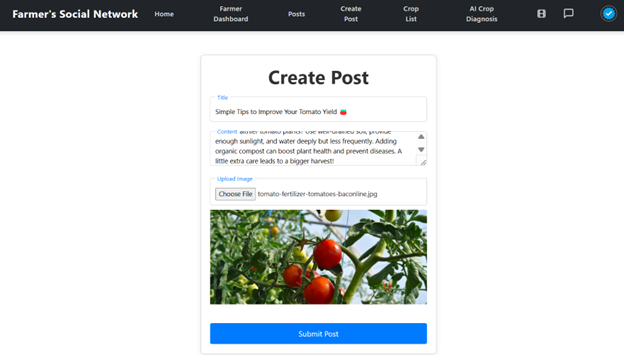 Farmer's Social Network
Home
Farmer
Dashboard
Posts
Create
Post
Crop
List
AI Crop
Diagnosis
Create Post
Title
Simple Tips to Improve Your Tomato Yield 🍅
Content
plants? Use well-drained soil, provide
enough sunlight, and water deeply but less frequently. Adding
organic compost can boost plant health and prevent diseases. A
little extra care leads to a bigger harvest!
Upload Image
Choose File tomato-fertilizer-tomatoes-baconline.jpg
Submit Post